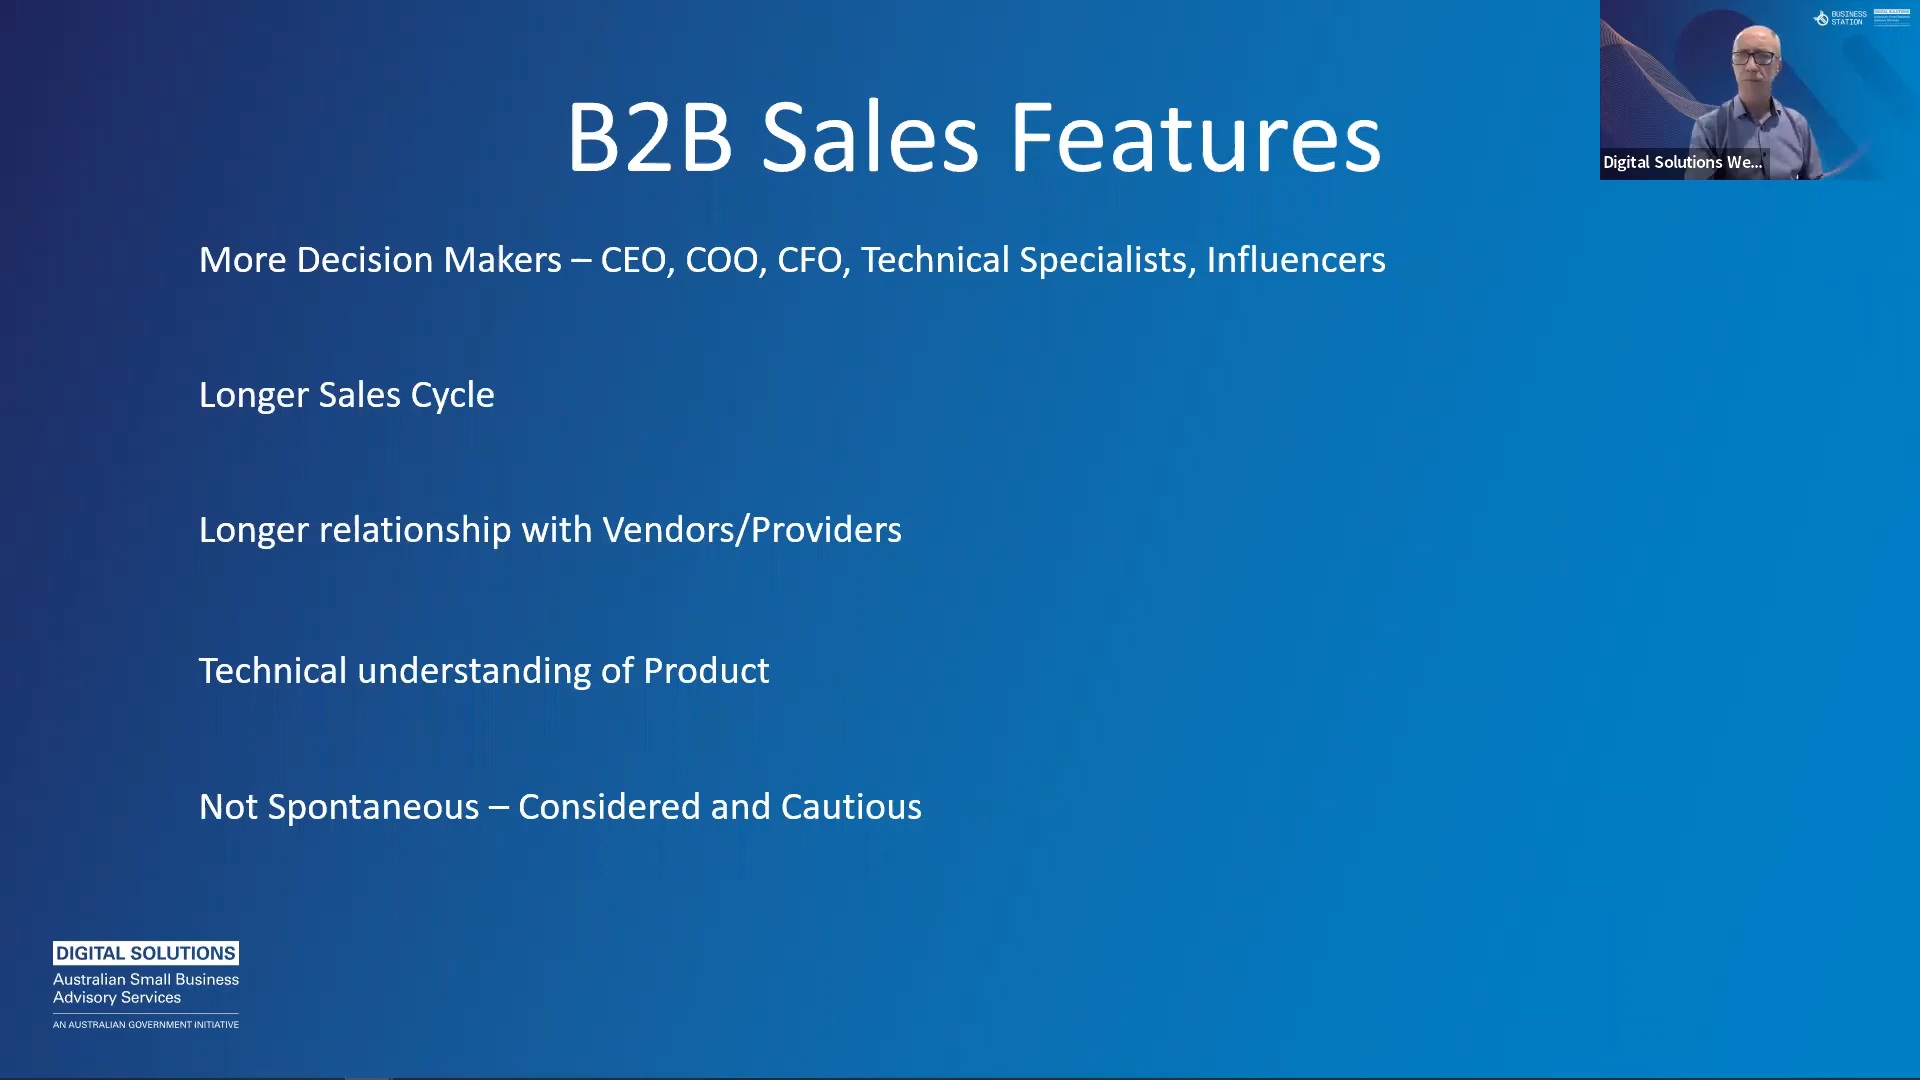 B2B Sales Features
BUSINESS
STATION
DIGITAL SOLUTIONS
Digital Solutions We...
More Decision Makers – CEO, COO, CFO, Technical Specialists, Influencers
Longer Sales Cycle
Longer relationship with Vendors/Providers
Technical understanding of Product
Not Spontaneous – Considered and Cautious
DIGITAL SOLUTIONS
Australian Small Business
Advisory Services
AN AUSTRALIAN GOVERNMENT INITIATIVE